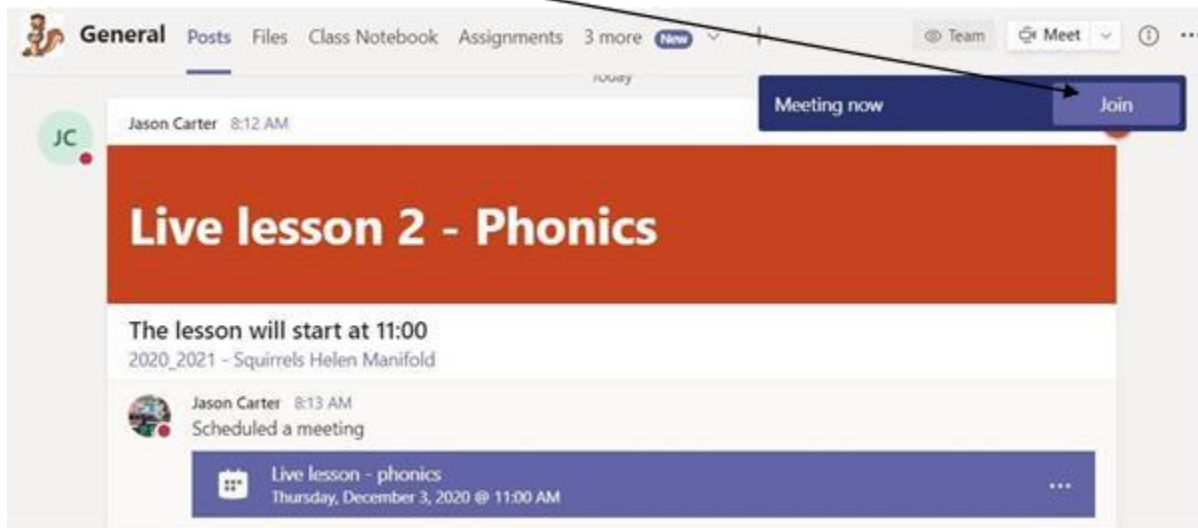 General Posts Files Class Notebook Assignments 3 more New + Team Meet
Today
Meeting now Join
JC
Jason Carter 8:12 AM
Live lesson 2 - Phonics
The lesson will start at 11:00
2020_2021 - Squirrels Helen Manifold
Jason Carter 8:13 AM
Scheduled a meeting
Live lesson - phonics
Thursday, December 3, 2020 @ 11:00 AM